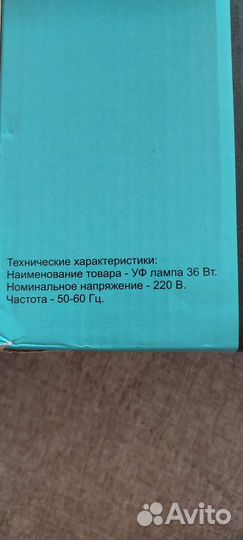 Технические характеристики:
Наименование товара - УФ лампа 36 Вт.
Номинальное напряжение - 220 В.
Частота - 50-60 Гц.
Avito